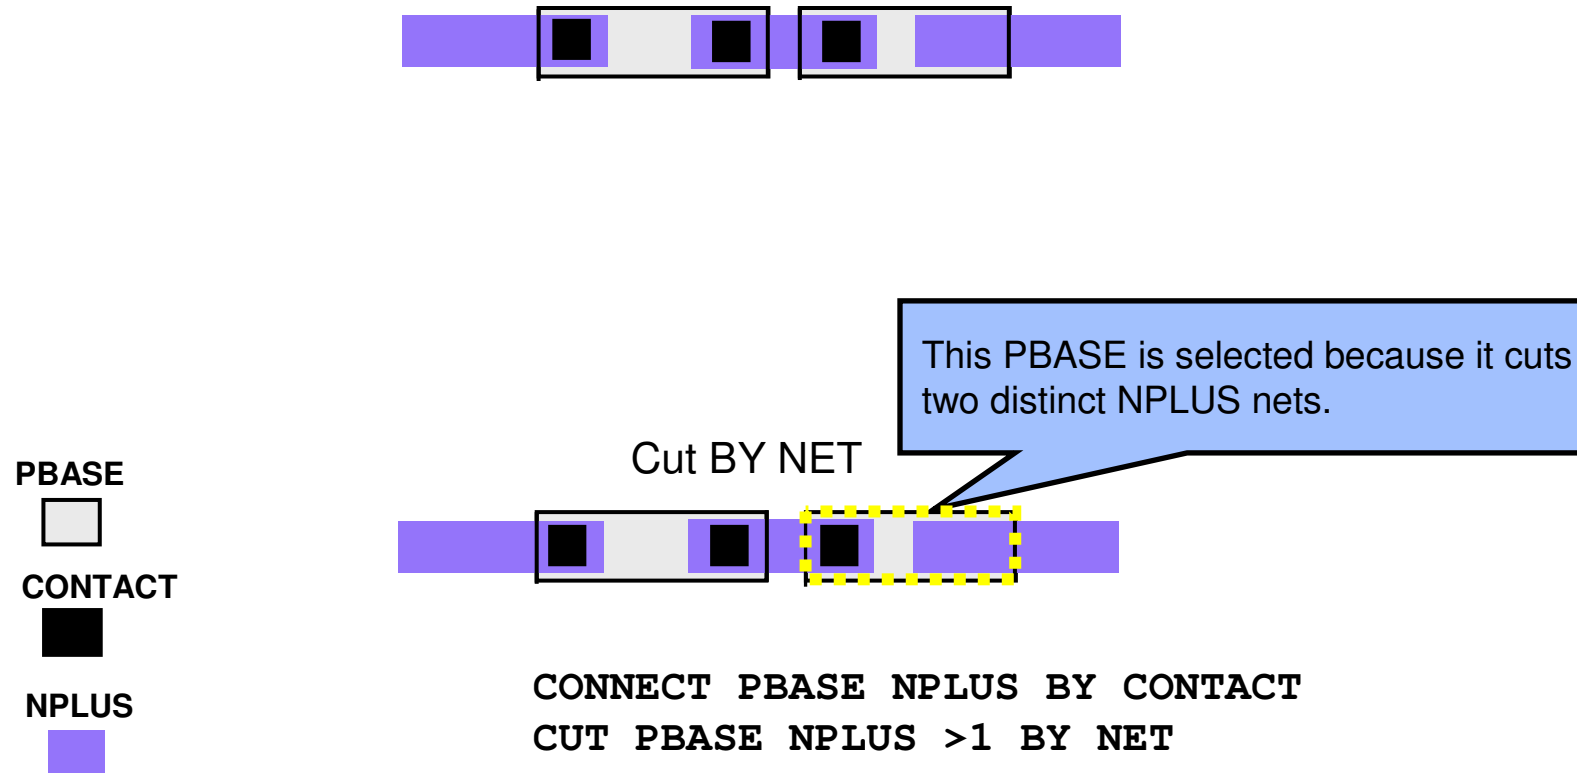 This PBASE is selected because it cuts
two distinct NPLUS nets.
Cut BY NET
PBASE
CONTACT
NPLUS
CONNECT PBASE NPLUS BY CONTACT
CUT PBASE NPLUS >1 BY NET